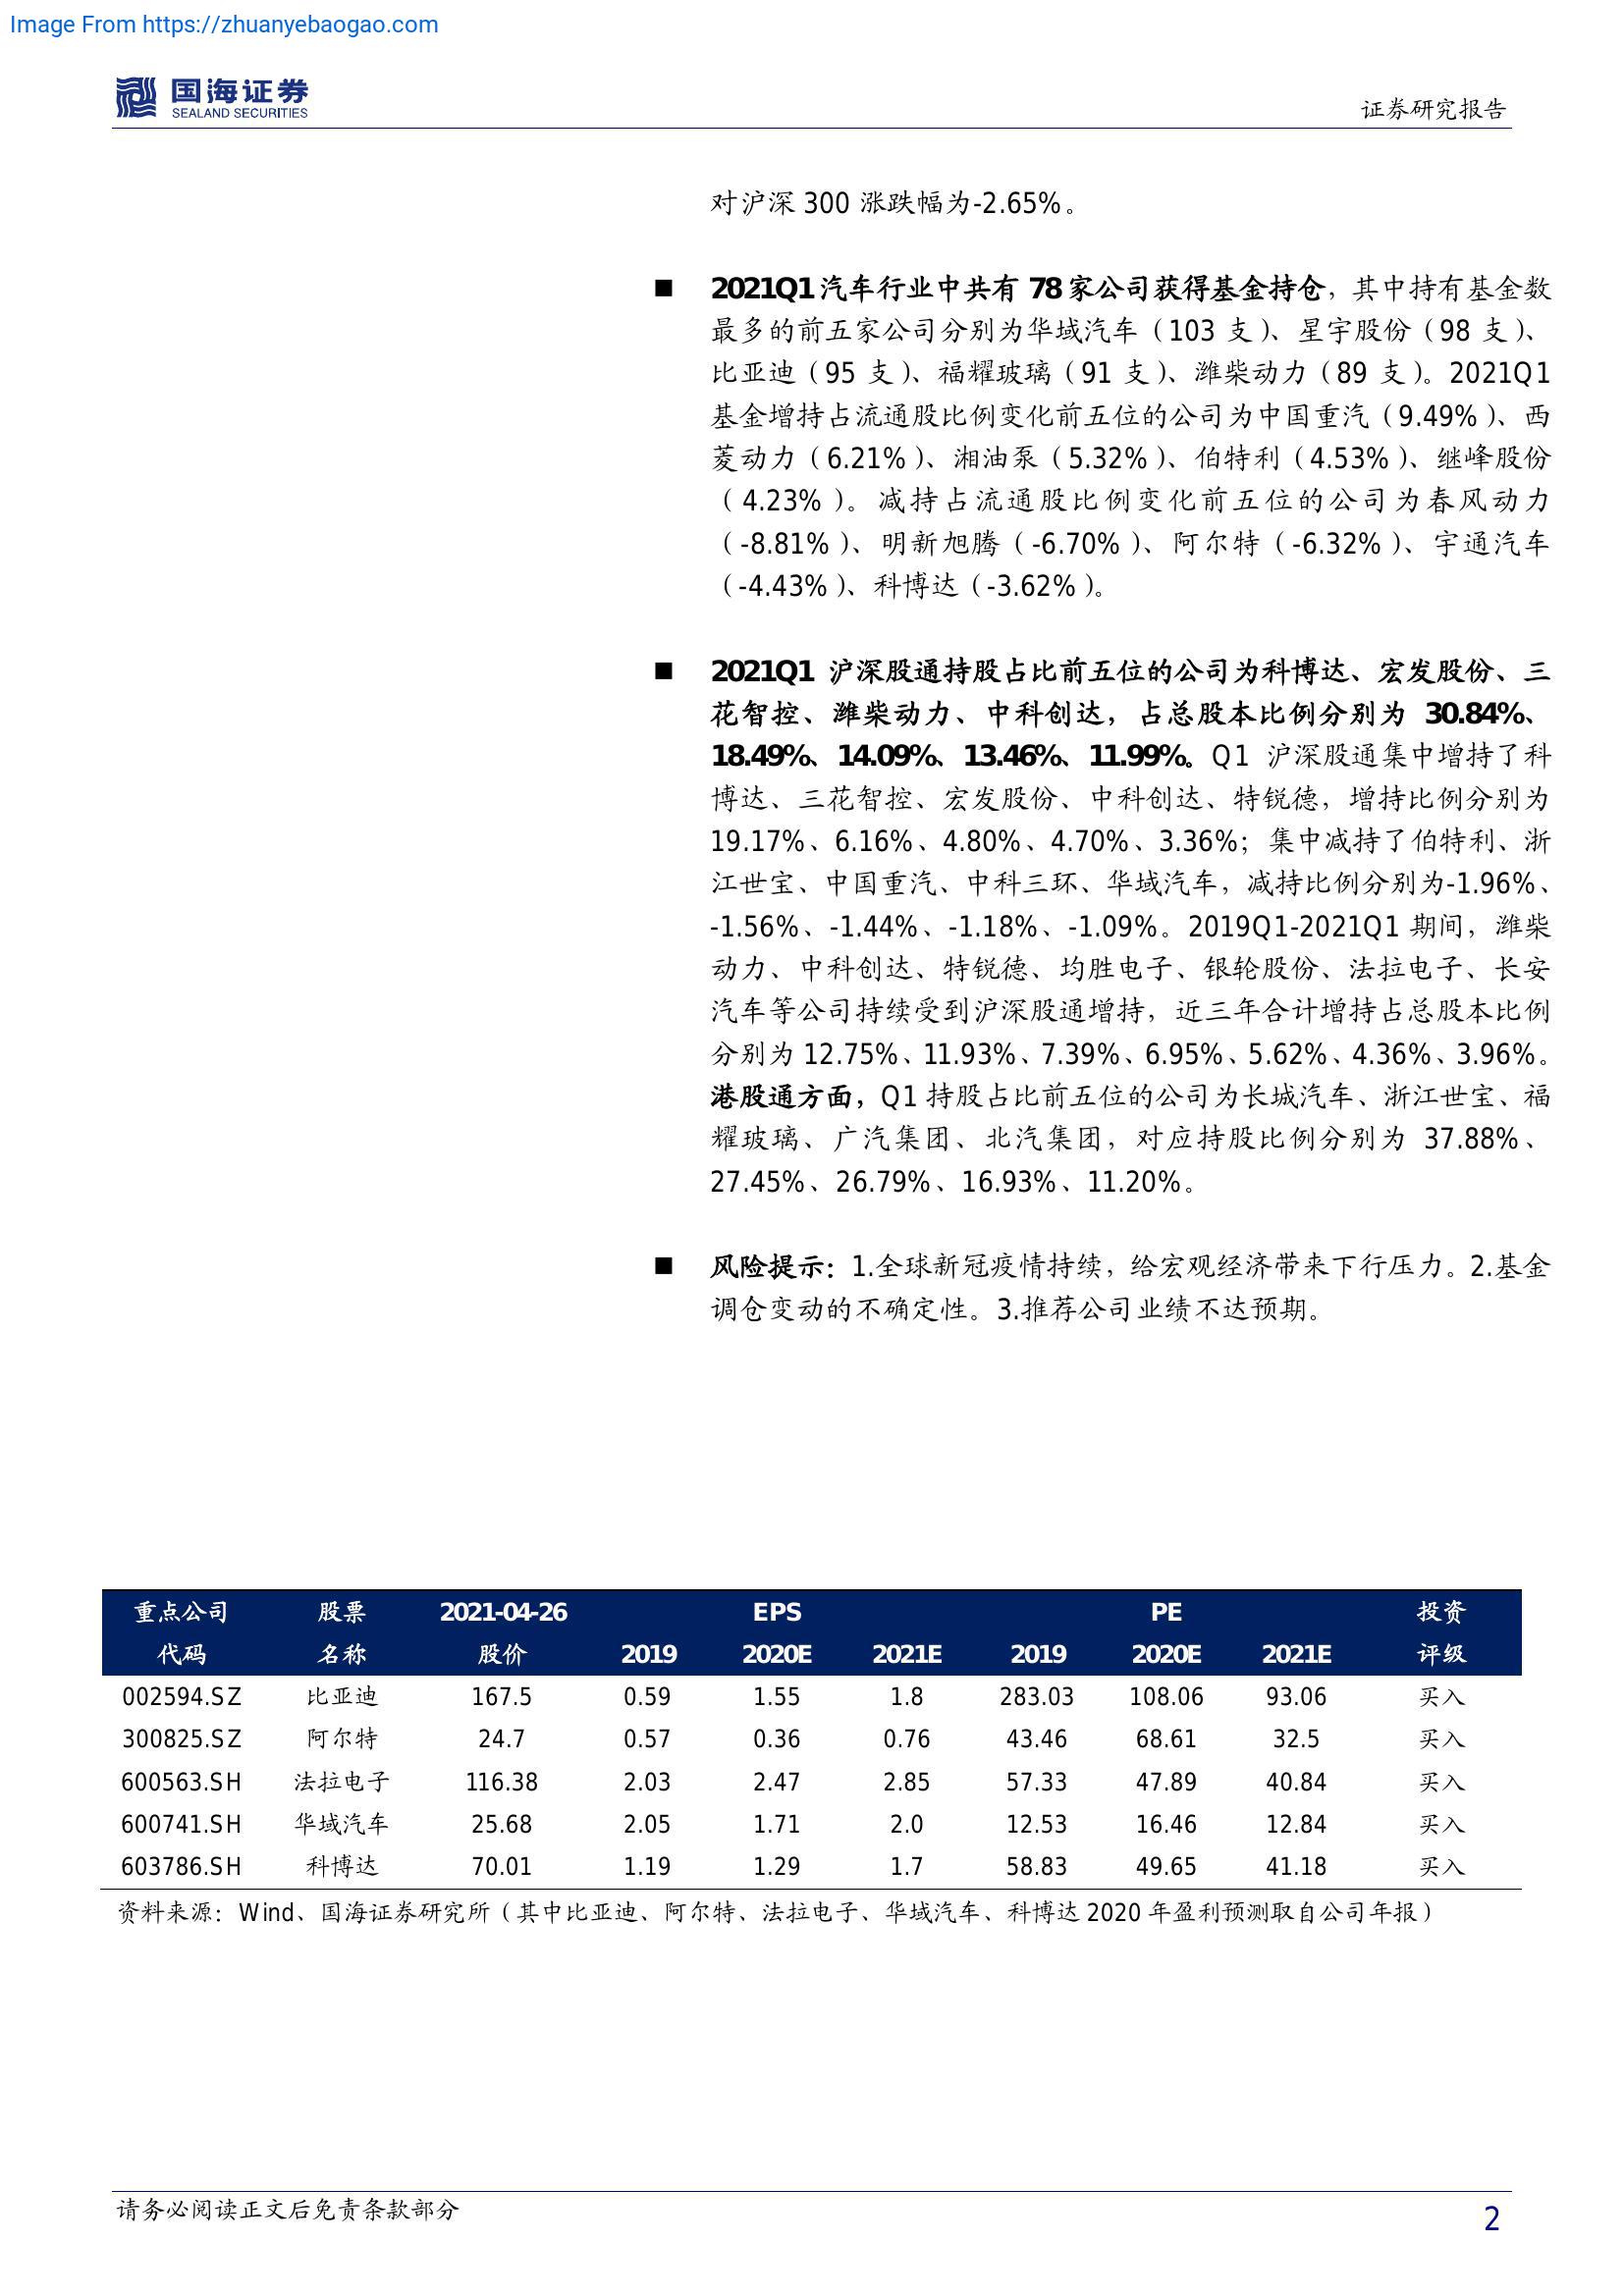 Image From https://zhuanyebaogao.com
国海证券
SEALAND SECURITIES
证券研究报告
对沪深 300 涨跌幅为-2.65%。
■ 2021Q1 汽车行业中共有 78 家公司获得基金持仓，其中持有基金数
最多的前五家公司分别为华域汽车（103 支）、星宇股份（98 支）、
比亚迪（95 支）、福耀玻璃（91 支）、潍柴动力（89 支）。2021Q1
基金增持占流通股比例变化前五位的公司为中国重汽（9.49%）、西
菱动力（6.21%）、湘油泵（5.32%）、伯特利（4.53%）、继峰股份
（4.23%）。减持占流通股比例变化前五位的公司为春风动力
（-8.81%）、明新旭腾（-6.70%）、阿尔特（-6.32%）、宇通汽车
（-4.43%）、科博达（-3.62%）。
■ 2021Q1 沪深股通持股占比前五位的公司为科博达、宏发股份、三
花智控、潍柴动力、中科创达，占总股本比例分别为 30.84%、
18.49%、14.09%、13.46%、11.99%。Q1 沪深股通集中增持了科
博达、三花智控、宏发股份、中科创达、特锐德，增持比例分别为
19.17%、6.16%、4.80%、4.70%、3.36%；集中减持了伯特利、浙
江世宝、中国重汽、中科三环、华域汽车，减持比例分别为-1.96%、
-1.56%、-1.44%、-1.18%、-1.09%。2019Q1-2021Q1 期间，潍柴
动力、中科创达、特锐德、均胜电子、银轮股份、法拉电子、长安
汽车等公司持续受到沪深股通增持，近三年合计增持占总股本比例
分别为 12.75%、11.93%、7.39%、6.95%、5.62%、4.36%、3.96%。
港股通方面，Q1 持股占比前五位的公司为长城汽车、浙江世宝、福
耀玻璃、广汽集团、北汽集团，对应持股比例分别为 37.88%、
27.45%、26.79%、16.93%、11.20%。
■ 风险提示：1.全球新冠疫情持续，给宏观经济带来下行压力。2.基金
调仓变动的不确定性。3.推荐公司业绩不达预期。
重点公司 股票 2021-04-26 EPS PE 投资
代码 名称 股价 2019 2020E 2021E 2019 2020E 2021E 评级
002594.SZ 比亚迪 167.5 0.59 1.55 1.8 283.03 108.06 93.06 买入
300825.SZ 阿尔特 24.7 0.57 0.36 0.76 43.46 68.61 32.5 买入
600563.SH 法拉电子 116.38 2.03 2.47 2.85 57.33 47.89 40.84 买入
600741.SH 华域汽车 25.68 2.05 1.71 2.0 12.53 16.46 12.84 买入
603786.SH 科博达 70.01 1.19 1.29 1.7 58.83 49.65 41.18 买入
资料来源：Wind、国海证券研究所（其中比亚迪、阿尔特、法拉电子、华域汽车、科博达 2020 年盈利预测取自公司年报）
请务必阅读正文后免责条款部分
2